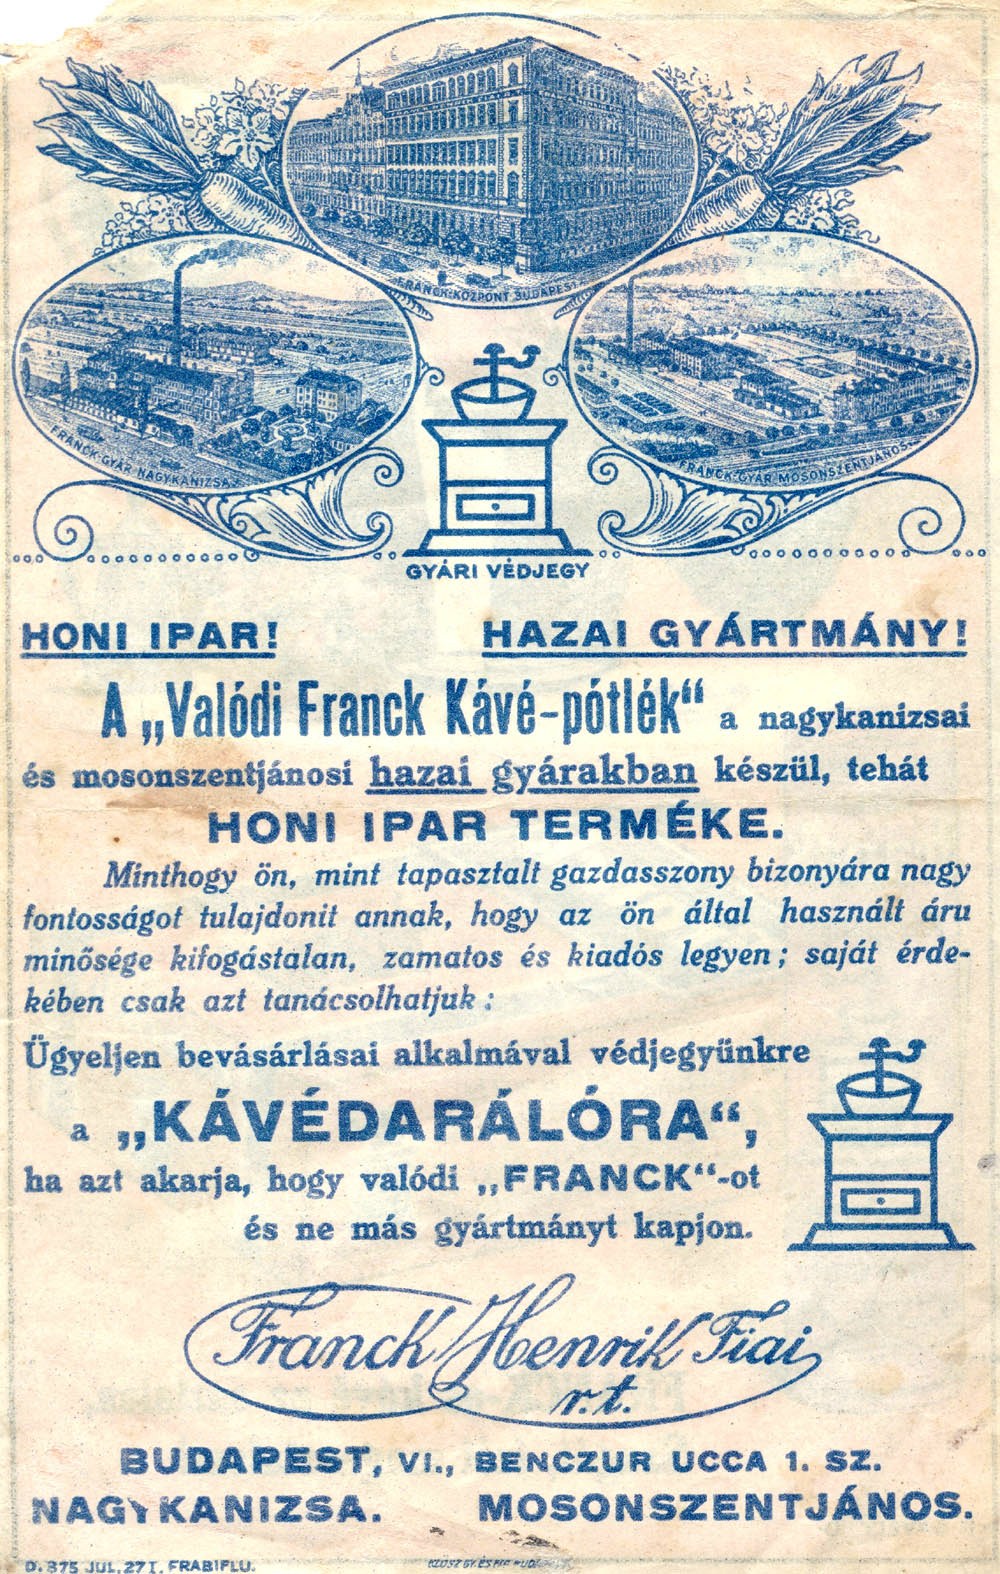 FRANCK-KÖZPONT BUDAPEST
FRANCK-GYÁR NAGYKANIZSA
FRANCK-GYÁR MOSONSZENTJÁNOS
GYÁRI VÉDJEGY
HONI IPAR! HAZAI GYÁRTMÁNY!
A „Valódi Franck Kávé-pótlék“ a nagykanizsai
és mosonszentjánosi hazai gyárakban készül, tehát
HONI IPAR TERMÉKE.
Minthogy ön, mint tapasztalt gazdasszony bizonyára nagy
fontosságot tulajdonit annak, hogy az ön által használt áru
minősége kifogástalan, zamatos és kiadós legyen; saját érde-
kében csak azt tanácsolhatjuk:
Ügyeljen bevásárlásai alkalmával védjegyünkre
a „KÁVÉDARÁLÓRA“,
ha azt akarja, hogy valódi „FRANCK“-ot
és ne más gyártmányt kapjon.
Franck Henrik Fiai
r.t.
BUDAPEST, VI., BENCZUR UCCA 1. SZ.
NAGYKANIZSA. MOSONSZENTJÁNOS.
D. 375 JUL. 27 I. FRABIFLU.